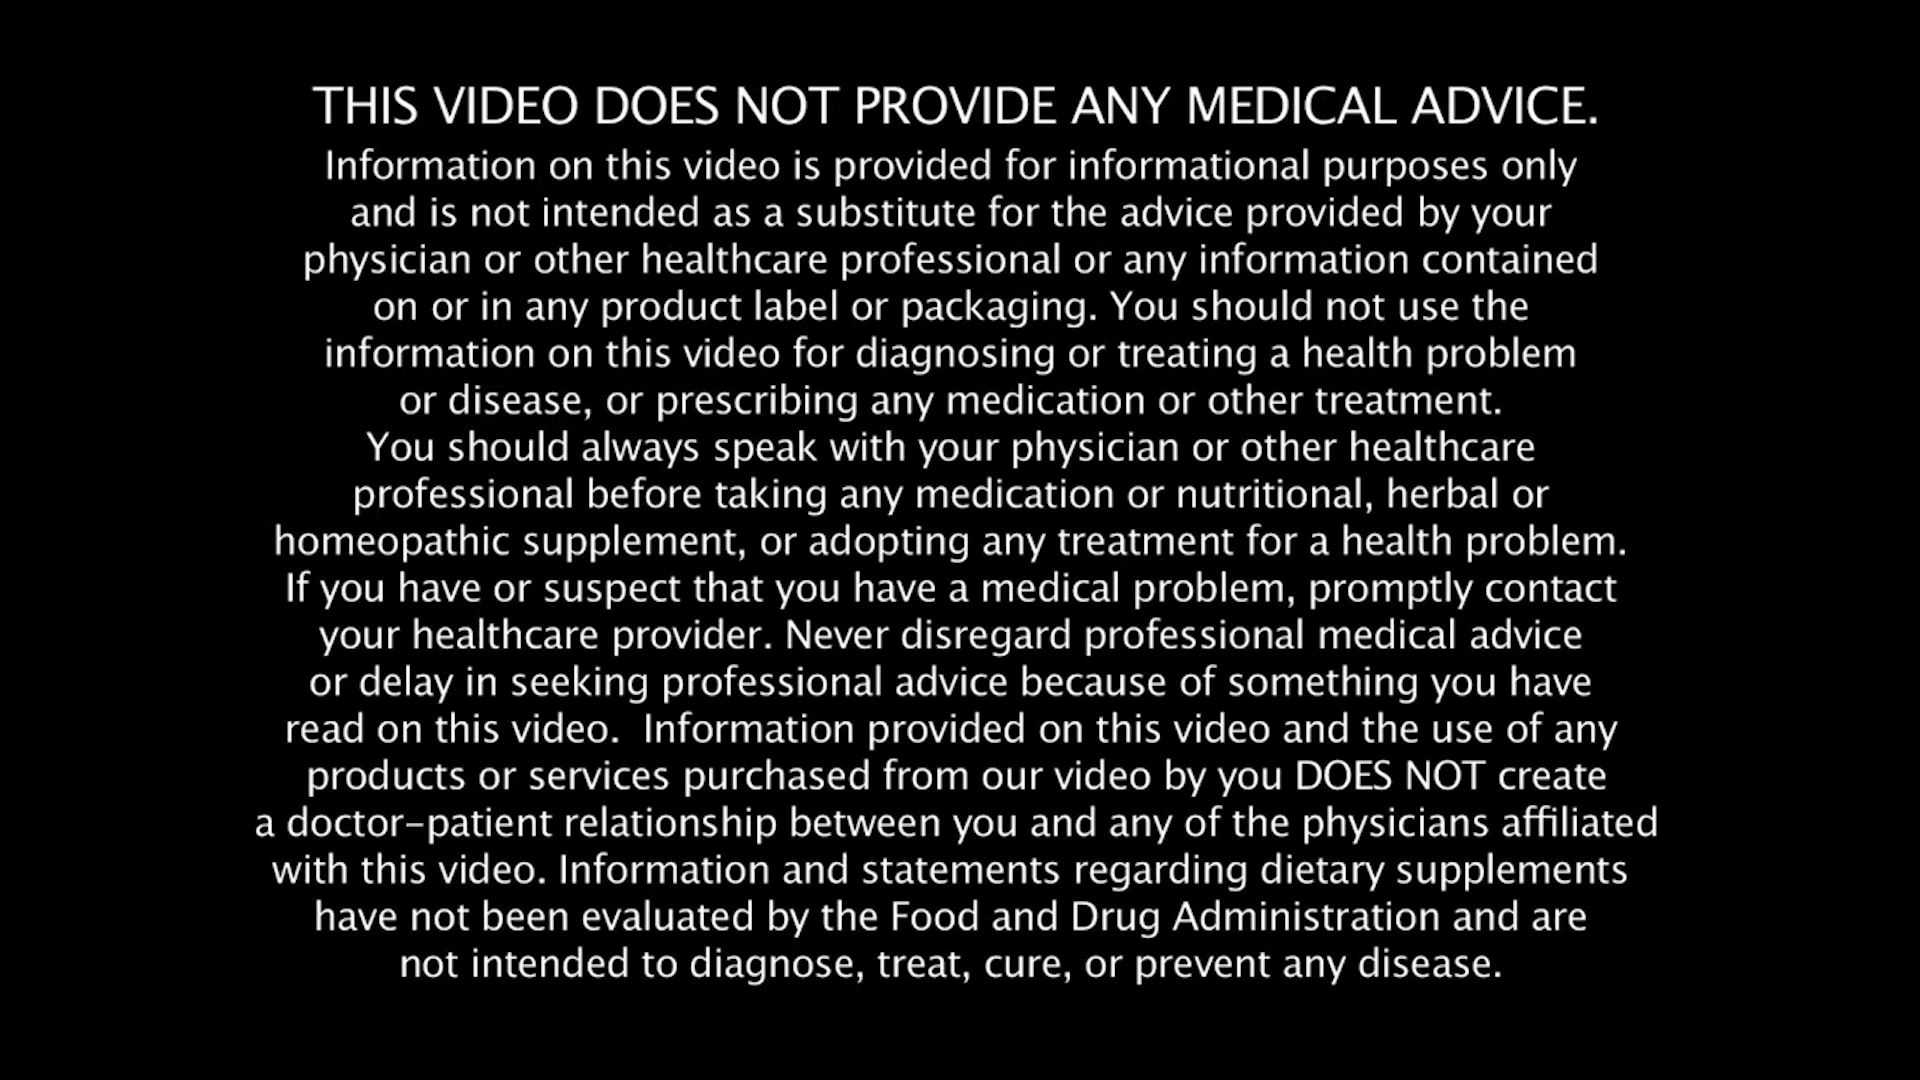 THIS VIDEO DOES NOT PROVIDE ANY MEDICAL ADVICE.
Information on this video is provided for informational purposes only
and is not intended as a substitute for the advice provided by your
physician or other healthcare professional or any information contained
on or in any product label or packaging. You should not use the
information on this video for diagnosing or treating a health problem
or disease, or prescribing any medication or other treatment.
You should always speak with your physician or other healthcare
professional before taking any medication or nutritional, herbal or
homeopathic supplement, or adopting any treatment for a health problem.
If you have or suspect that you have a medical problem, promptly contact
your healthcare provider. Never disregard professional medical advice
or delay in seeking professional advice because of something you have
read on this video.  Information provided on this video and the use of any
products or services purchased from our video by you DOES NOT create
a doctor-patient relationship between you and any of the physicians affiliated
with this video. Information and statements regarding dietary supplements
have not been evaluated by the Food and Drug Administration and are
not intended to diagnose, treat, cure, or prevent any disease.